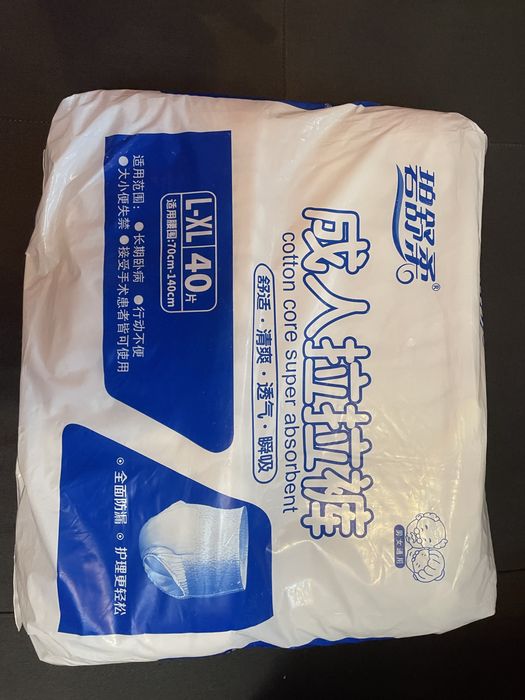 碧舒柔®
成人拉拉裤
cotton core super absorbent
舒适·清爽·透气·瞬吸
男女通用
L-XL 40片
适用腰围:70cm-140cm
适用范围： ●长期卧病 ●行动不便
●大小便失禁 ●接受手术患者皆可使用
全面防漏 护理更轻松